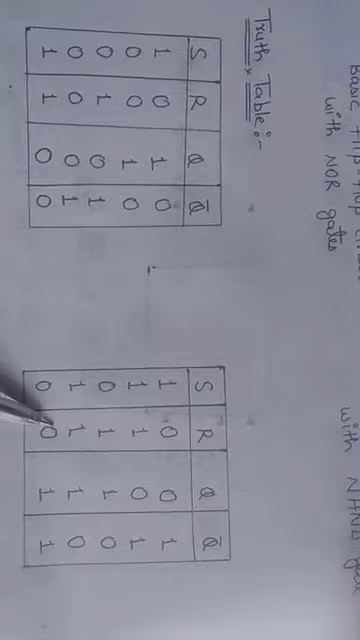 with NOR gates
with NAND
Truth Table :-
S R Q Q̄
1 0 1 0
0 0 1 0
0 1 0 1
0 0 0 1
1 1 0 0
S R Q Q̄
1 0 0 1
1 1 0 1
0 1 1 0
1 1 1 0
0 0 1 1